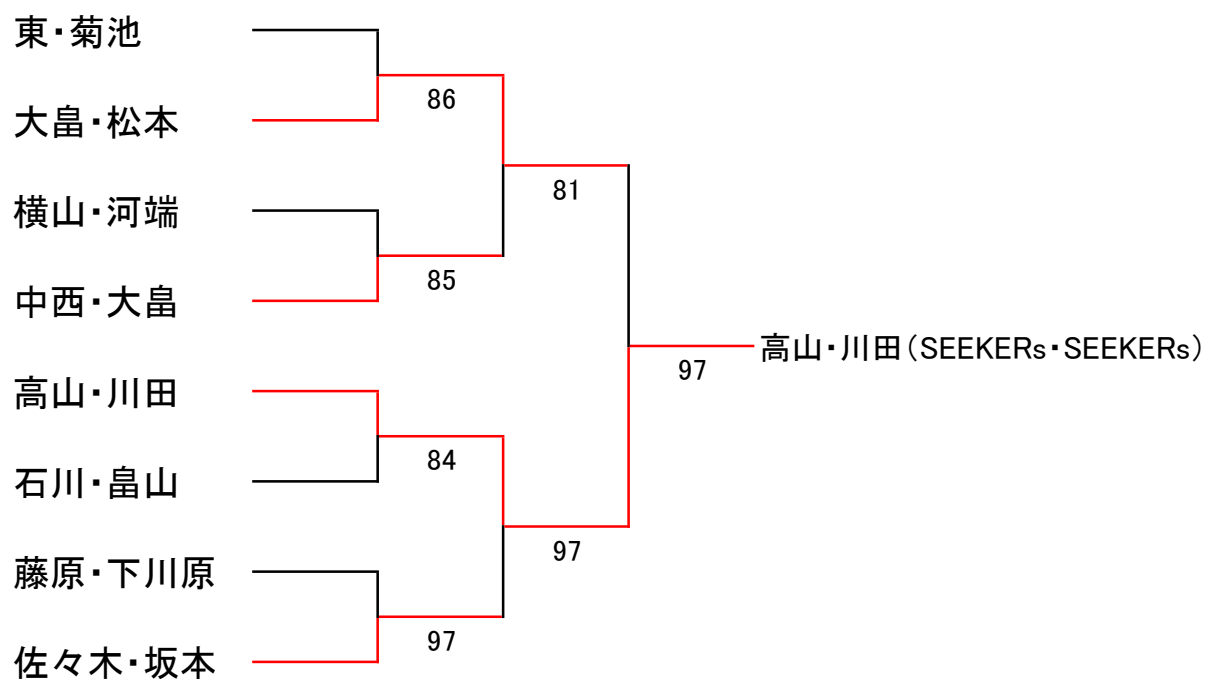 東・菊池
86
大畠・松本
81
横山・河端
85
中西・大畠
高山・川田（SEEKERs・SEEKERs）
97
高山・川田
84
石川・畠山
97
藤原・下川原
97
佐々木・坂本